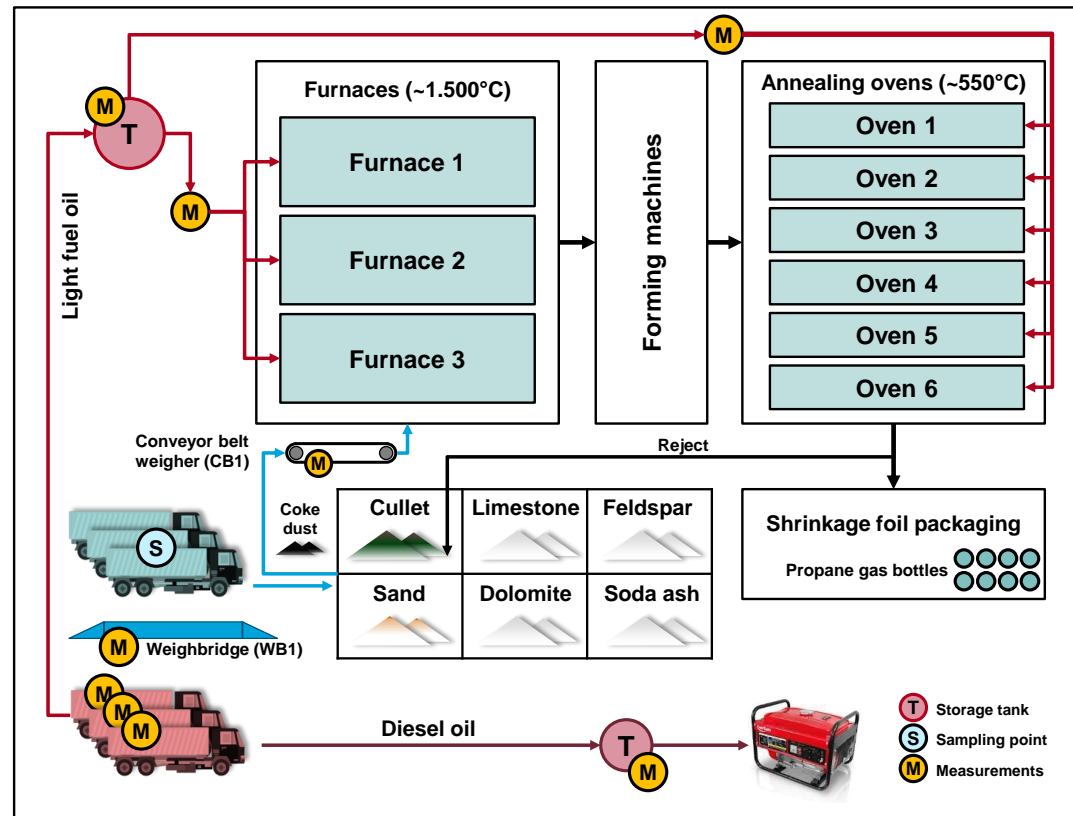 M
M
T
M
Light fuel oil
Furnaces (~1.500°C)
Furnace 1
Furnace 2
Furnace 3
Forming machines
Annealing ovens (~550°C)
Oven 1
Oven 2
Oven 3
Oven 4
Oven 5
Oven 6
Conveyor belt
weigher (CB1)
M
Reject
Coke
dust
Cullet
Limestone
Feldspar
Sand
Dolomite
Soda ash
S
Shrinkage foil packaging
Propane gas bottles
M
Weighbridge (WB1)
M
M
M
Diesel oil
T
M
T
Storage tank
S
Sampling point
M
Measurements